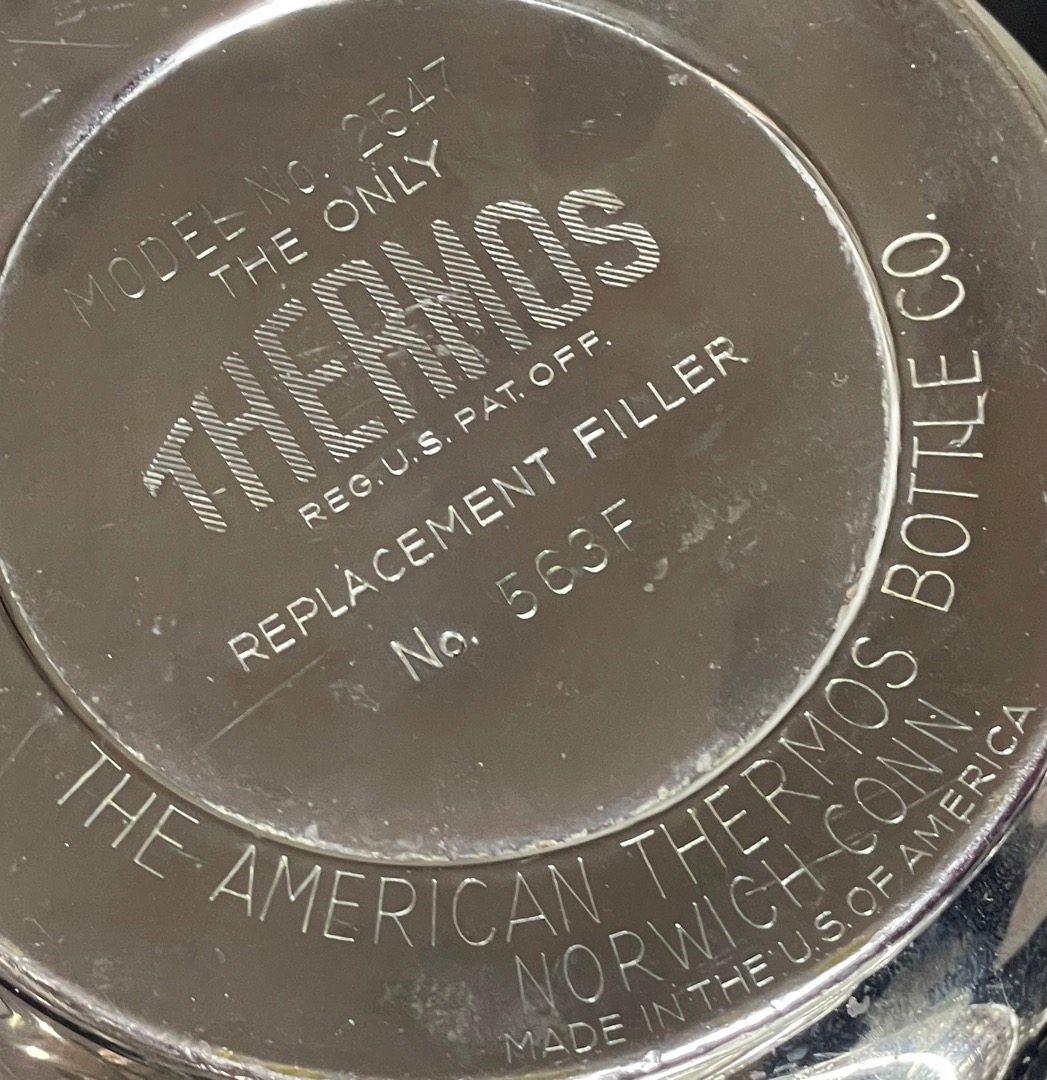 MODEL No. 2547
THE ONLY
THERMOS
REG. U.S. PAT. OFF.
REPLACEMENT FILLER
No. 563F
THE AMERICAN THERMOS BOTTLE CO.
NORWICH CONN.
MADE IN THE U.S. OF AMERICA